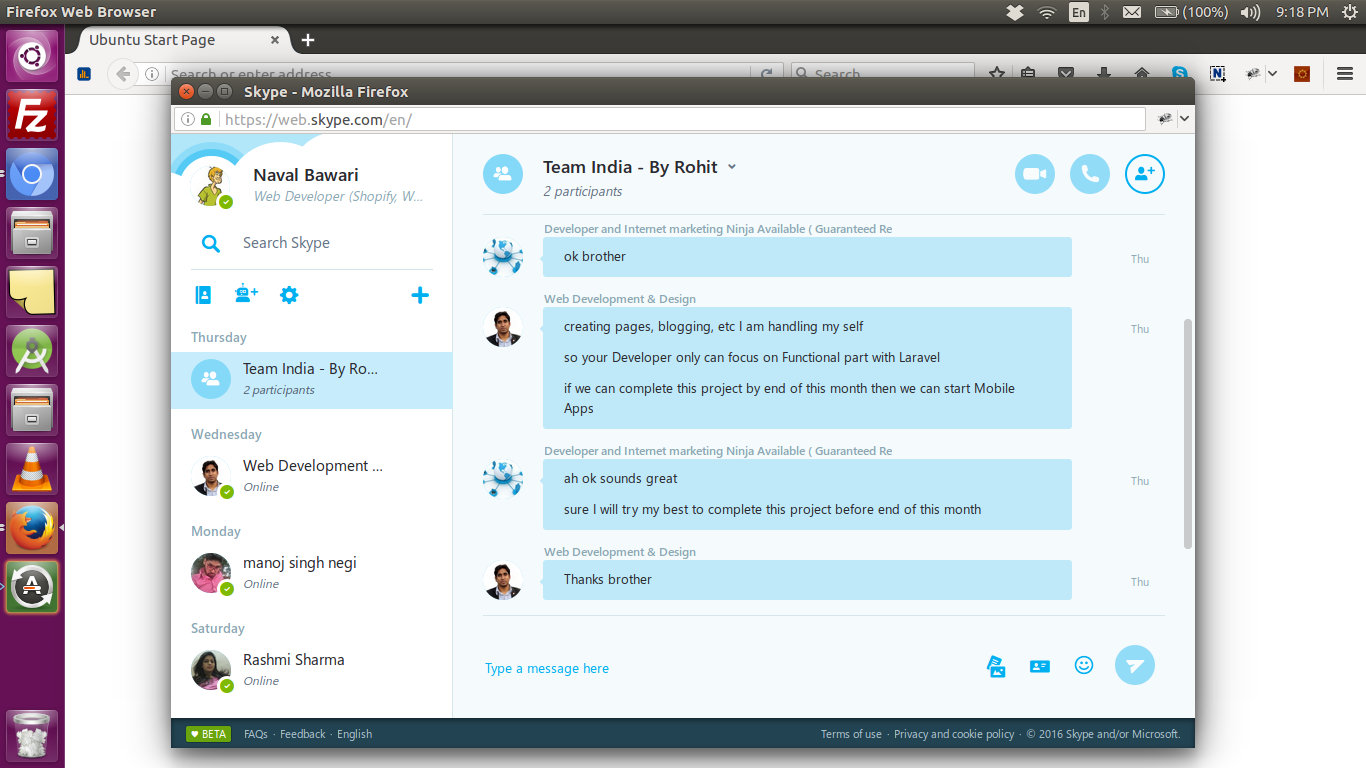 Firefox Web Browser
En
(100%)
9:18 PM
Ubuntu Start Page
Search or enter address
Search
Skype - Mozilla Firefox
https://web.skype.com/en/
Naval Bawari
Web Developer (Shopify, W...
Search Skype
Thursday
Team India - By Ro...
2 participants
Wednesday
Web Development ...
Online
Monday
manoj singh negi
Online
Saturday
Rashmi Sharma
Online
Team India - By Rohit
2 participants
Developer and Internet marketing Ninja Available ( Guaranteed Re
ok brother
Thu
Web Development & Design
creating pages, blogging, etc I am handling my self
Thu
so your Developer only can focus on Functional part with Laravel
if we can complete this project by end of this month then we can start Mobile
Apps
Developer and Internet marketing Ninja Available ( Guaranteed Re
ah ok sounds great
Thu
sure I will try my best to complete this project before end of this month
Web Development & Design
Thanks brother
Thu
Type a message here
BETA
FAQs · Feedback · English
Terms of use · Privacy and cookie policy · © 2016 Skype and/or Microsoft.